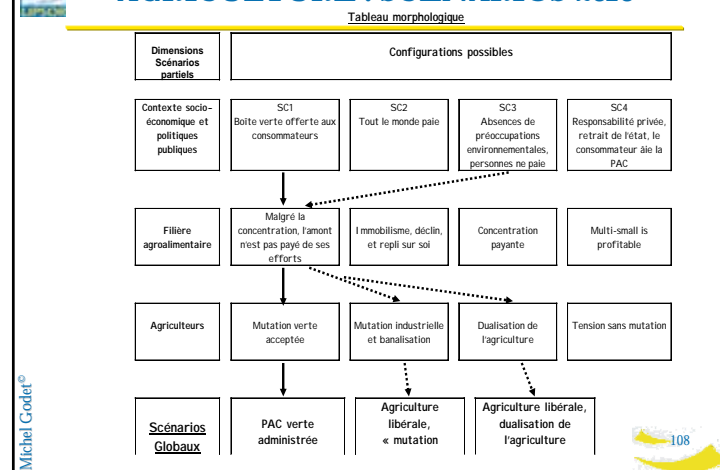 Tableau morphologique
Dimensions
Scénarios
partiels
Configurations possibles
Contexte socio-
économique et
politiques
publiques
SC1
Boîte verte offerte aux
consommateurs
SC2
Tout le monde paie
SC3
Absences de
préoccupations
environnementales,
personnes ne paie
SC4
Responsabilité privée,
retrait de l'état, le
consommateur âie la
PAC
Filière
agroalimentaire
Malgré la
concentration, l'amont
n'est pas payé de ses
efforts
Immobilisme, déclin,
et repli sur soi
Concentration
payante
Multi-small is
profitable
Agriculteurs
Mutation verte
acceptée
Mutation industrielle
et banalisation
Dualisation de
l'agriculture
Tension sans mutation
Scénarios
Globaux
PAC verte
administrée
Agriculture
libérale,
« mutation
Agriculture libérale,
dualisation de
l'agriculture
Michel Godet©
108